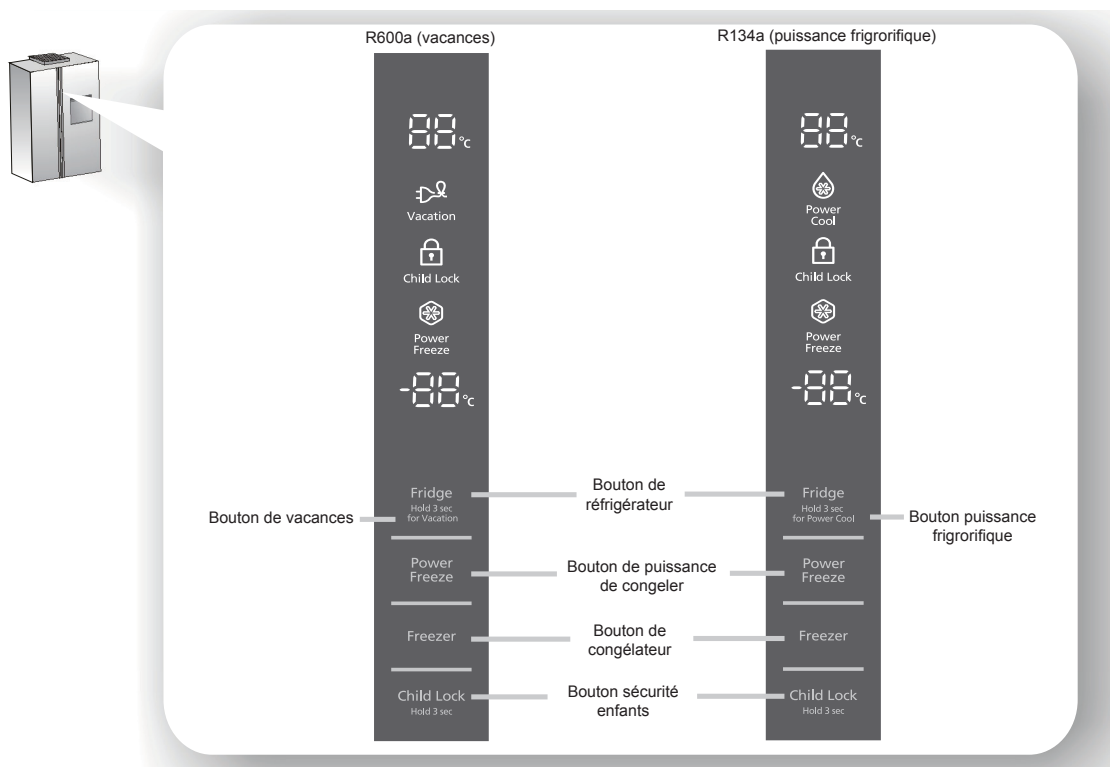 R600a (vacances)
R134a (puissance frigrorifique)
88°C
Vacation
Child Lock
Power
Freeze
-88°C
Fridge
Hold 3 sec
for Vacation
Power
Freeze
Freezer
Child Lock
Hold 3 sec
88°C
Power
Cool
Child Lock
Power
Freeze
-88°C
Fridge
Hold 3 sec
for Power Cool
Power
Freeze
Freezer
Child Lock
Hold 3 sec
Bouton de vacances
Bouton de
réfrigérateur
Bouton puissance
frigrorifique
Bouton de puissance
de congeler
Bouton de
congélateur
Bouton sécurité
enfants